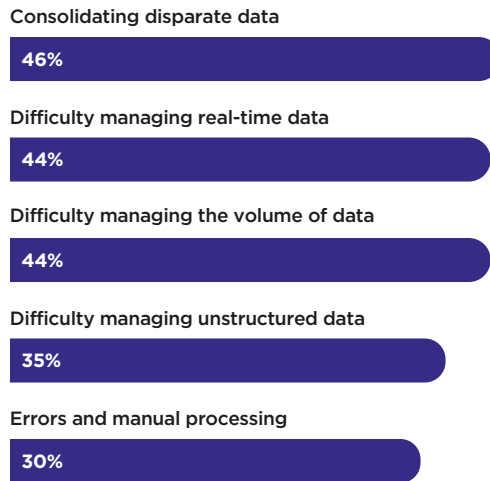 Consolidating disparate data
46%
Difficulty managing real-time data
44%
Difficulty managing the volume of data
44%
Difficulty managing unstructured data
35%
Errors and manual processing
30%